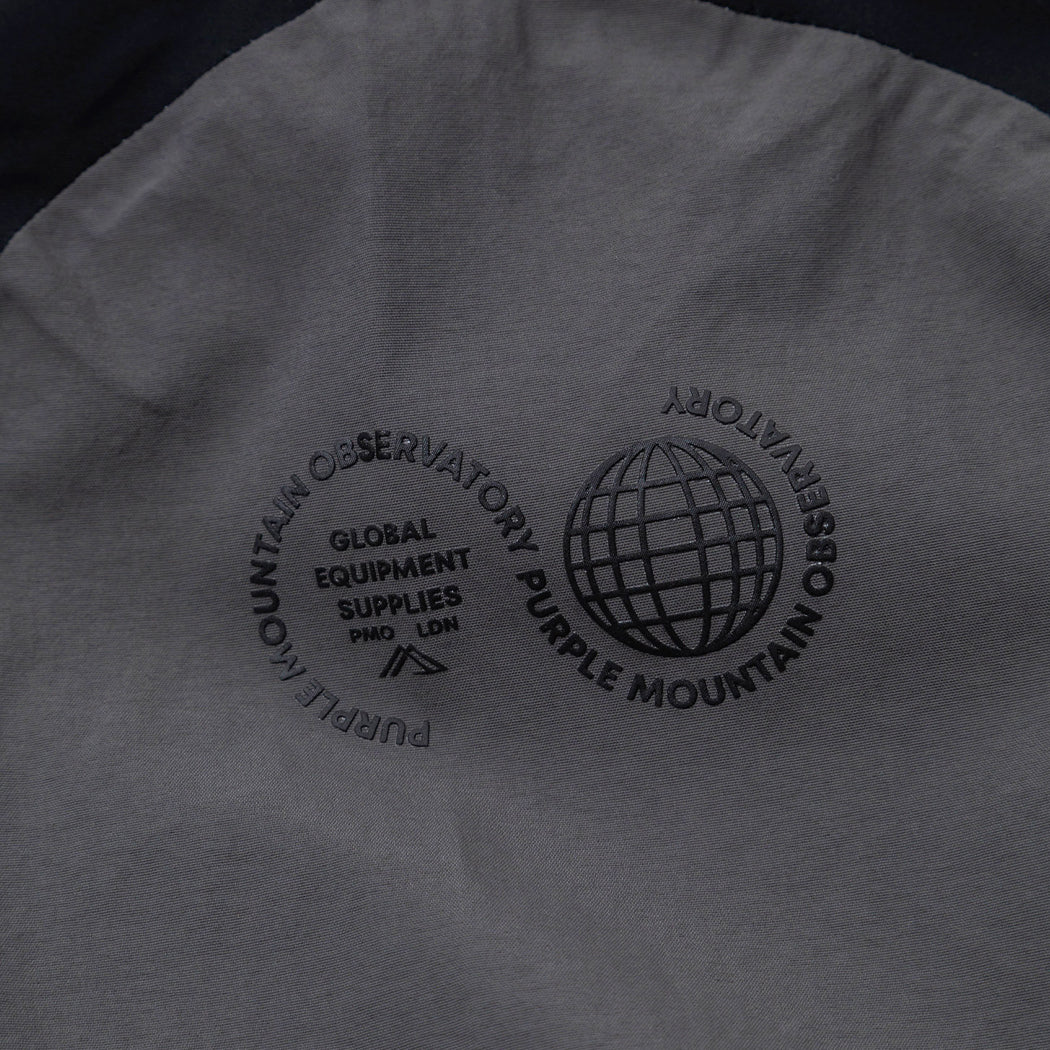 PURPLE MOUNTAIN OBSERVATORY PURPLE MOUNTAIN OBSERVATORY
GLOBAL
EQUIPMENT
SUPPLIES
PMO LDN